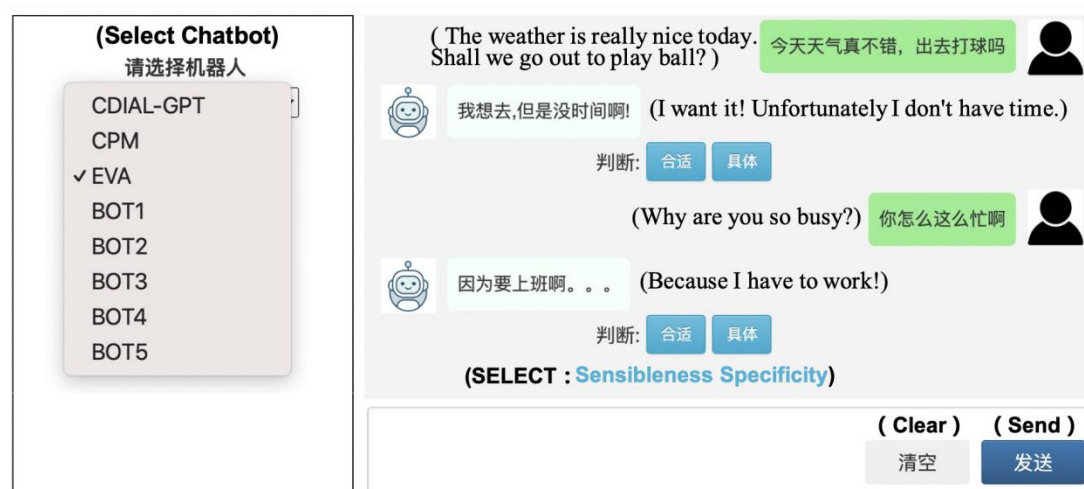 (Select Chatbot)
请选择机器人
CDIAL-GPT
CPM
✓ EVA
BOT1
BOT2
BOT3
BOT4
BOT5
( The weather is really nice today.
Shall we go out to play ball? )
今天天气真不错，出去打球吗
我想去,但是没时间啊! (I want it! Unfortunately I don't have time.)
判断: 合适 具体
(Why are you so busy?) 你怎么这么忙啊
因为要上班啊。。。 (Because I have to work!)
判断: 合适 具体
(SELECT : Sensibleness Specificity)
( Clear ) ( Send )
清空 发送